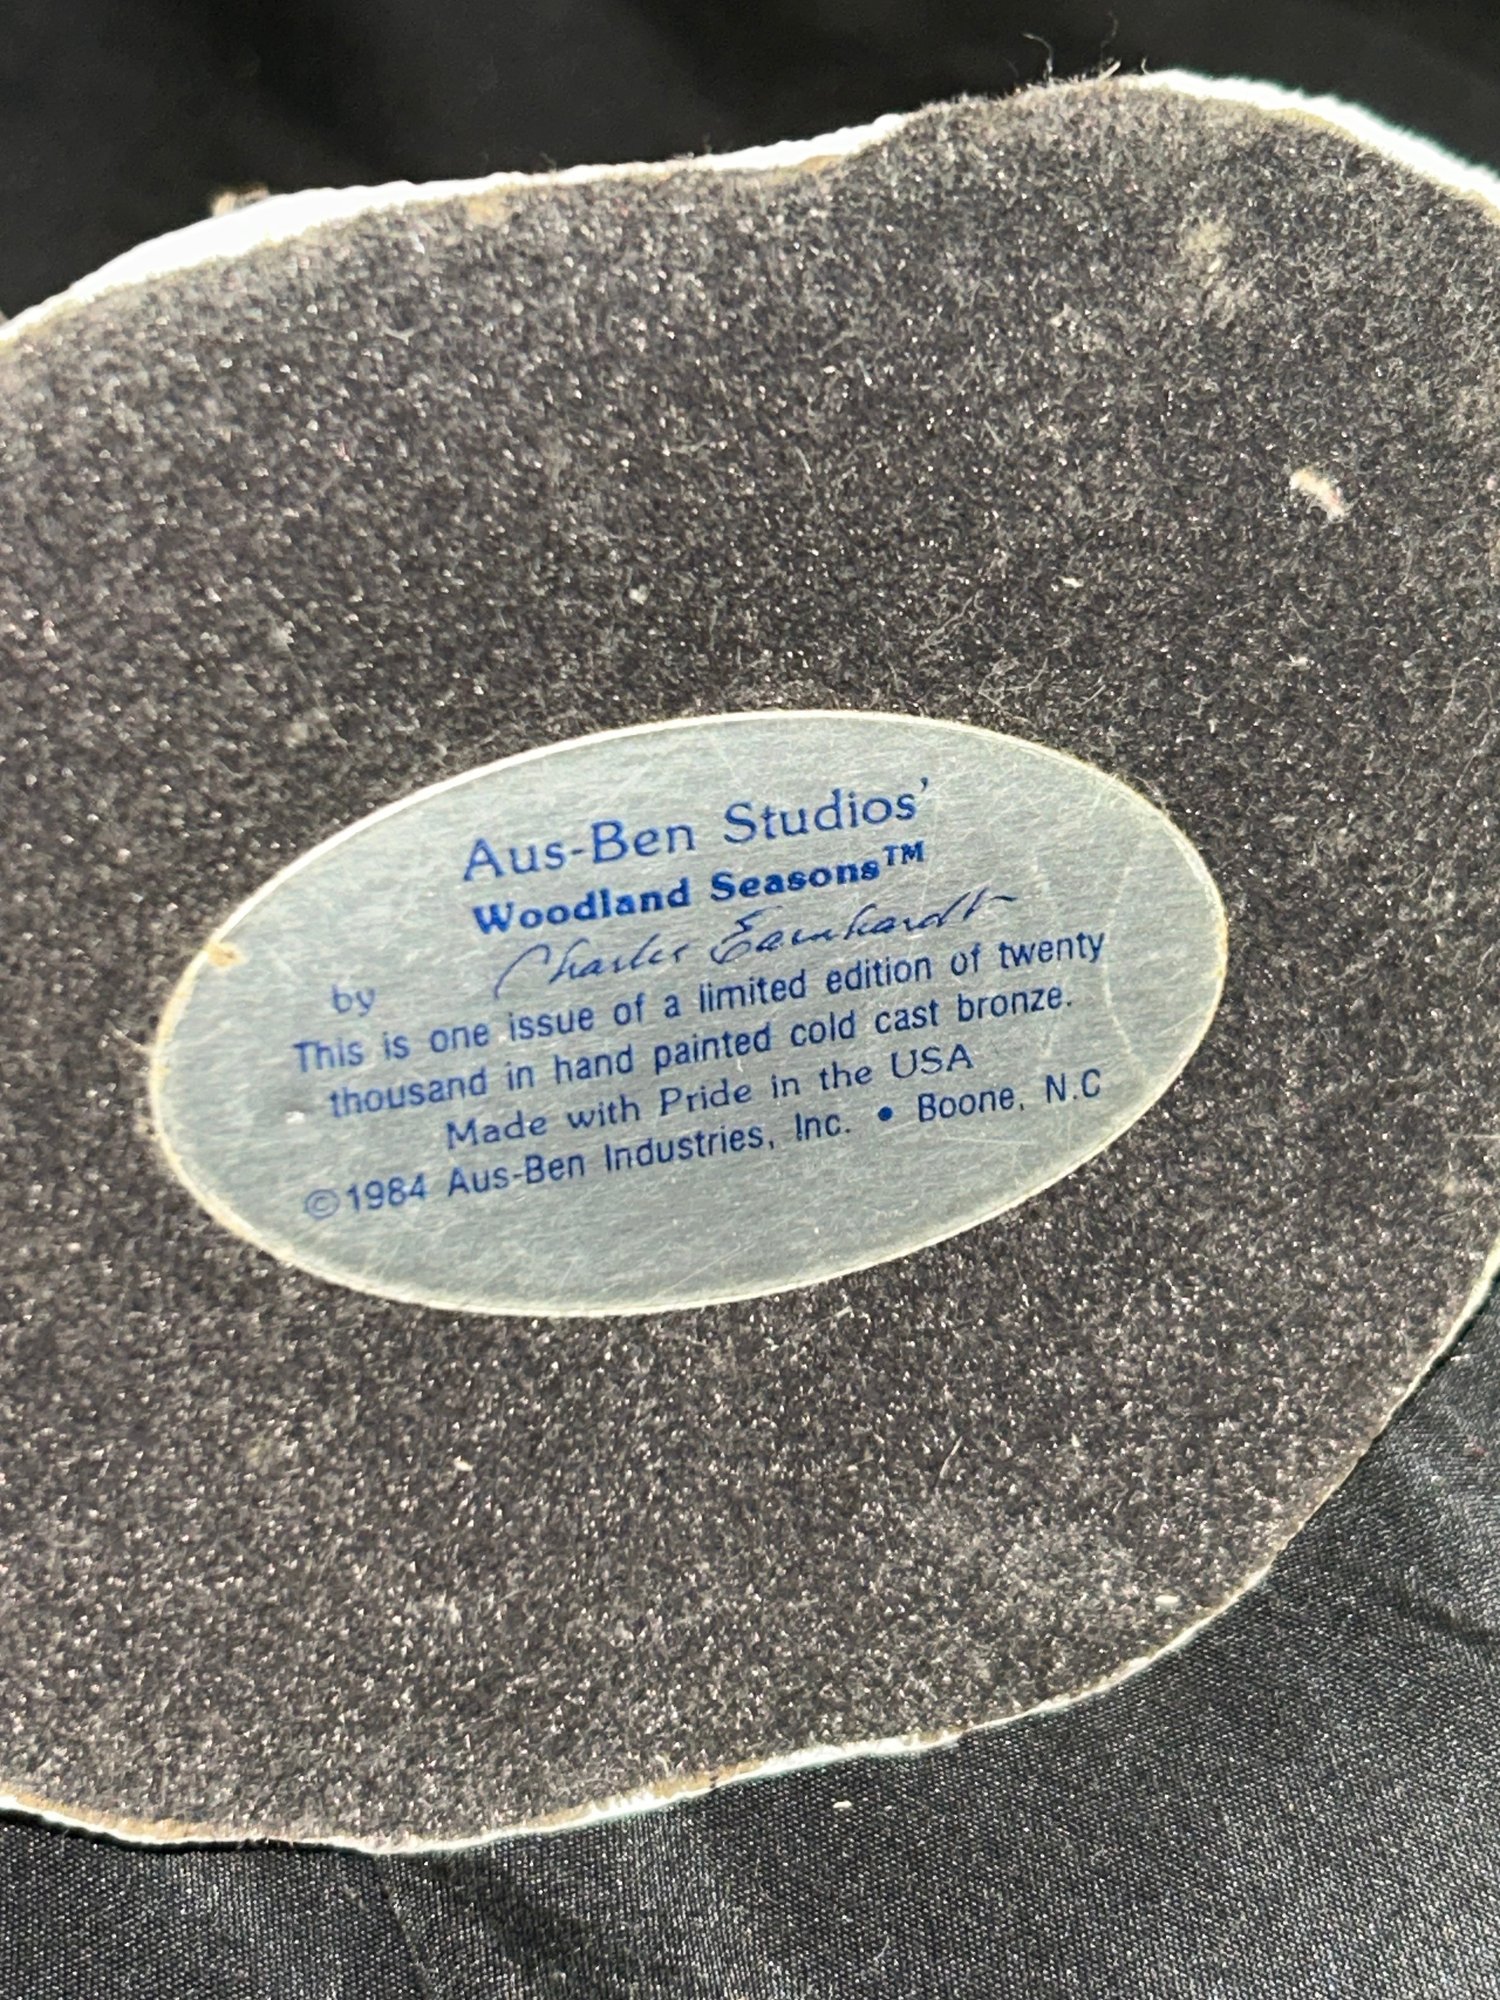 Aus-Ben Studios'
Woodland Seasons™
by Charles Earnhardt
This is one issue of a limited edition of twenty
thousand in hand painted cold cast bronze.
Made with Pride in the USA
©1984 Aus-Ben Industries, Inc. • Boone, N.C